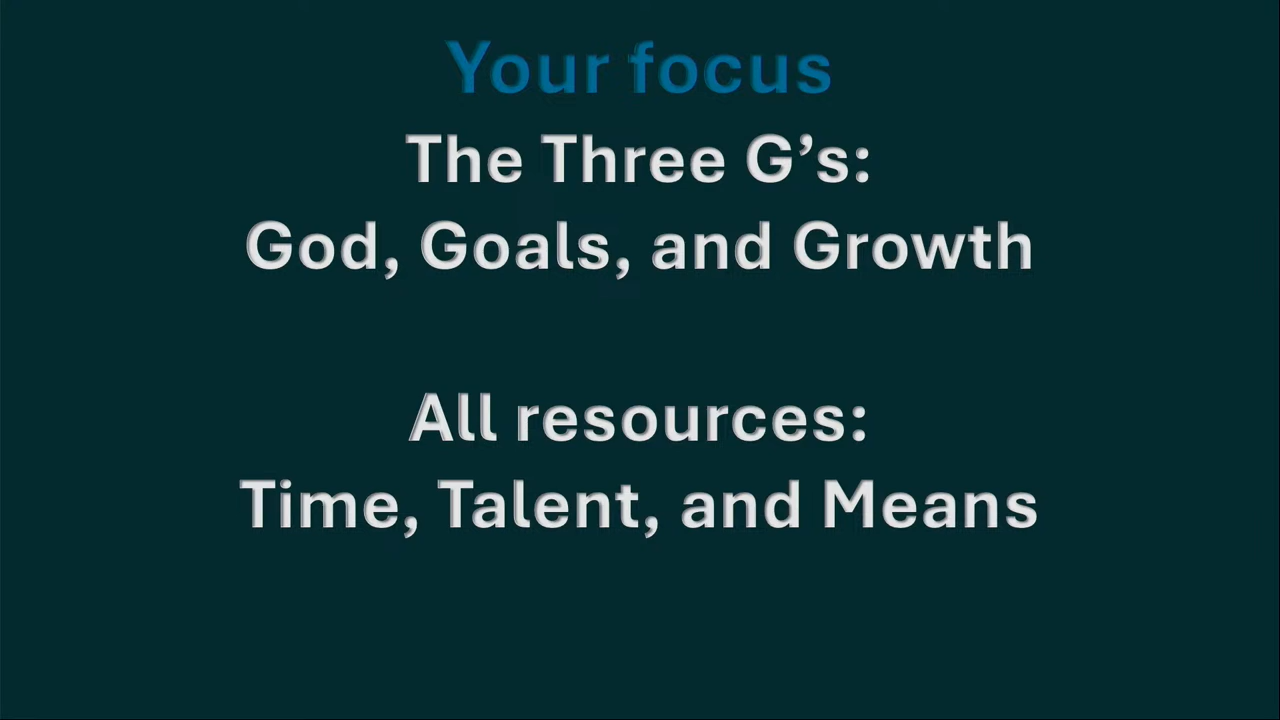 Your focus
The Three G’s:
God, Goals, and Growth
All resources:
Time, Talent, and Means